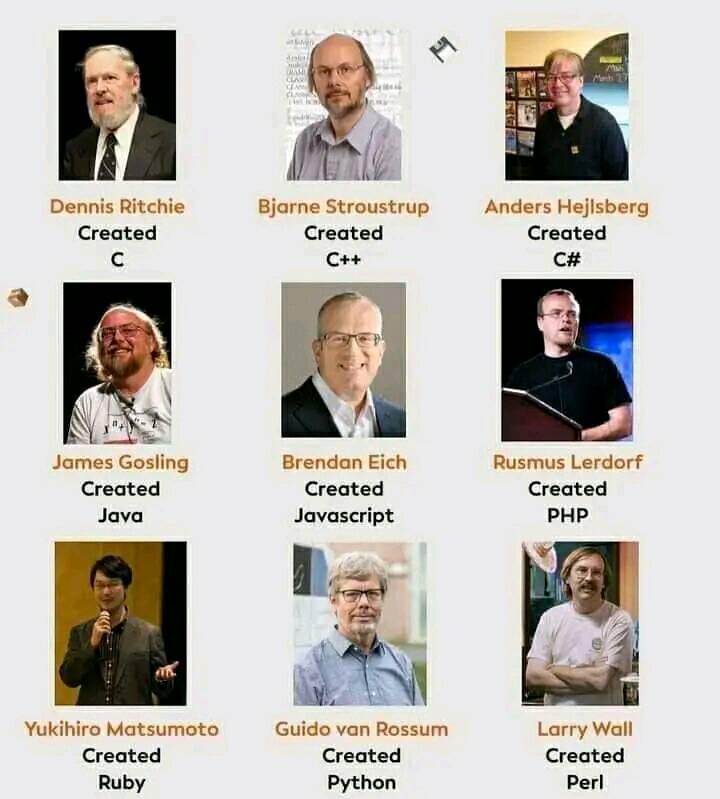 Dennis Ritchie
Created
C
Bjarne Stroustrup
Created
C++
Anders Hejlsberg
Created
C#
James Gosling
Created
Java
Brendan Eich
Created
Javascript
Rusmus Lerdorf
Created
PHP
Yukihiro Matsumoto
Created
Ruby
Guido van Rossum
Created
Python
Larry Wall
Created
Perl